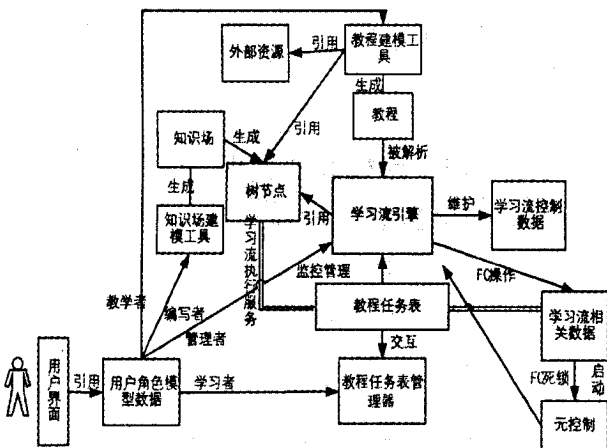 教程建模工
具
外部资源
引用
生成
教程
引用
知识场
生成
被解析
树节点
生成
引用
学习流引擎
维护
学习流控制
数据
知识场建
模工具
学习流执行服务
监控管理
FC操作
教程任务表
教学者
编写者
管理者
学习流相
关数据
交互
用户界面
引用
用户角色模
型数据
学习者
教程任务表管
理器
FC死锁
启动
元控制